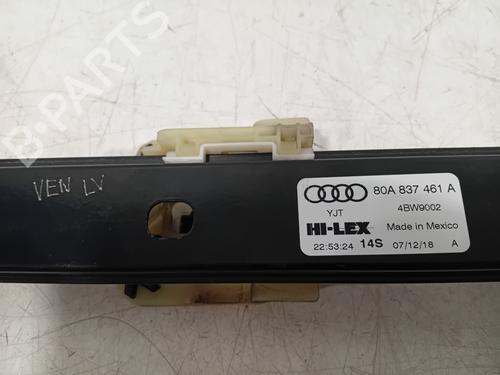 B-PARTS
VEN LV
80A 837 461 A
YJT
4BW9002
HI-LEX
Made in Mexico
22:53:24 14S 07/12/18 A